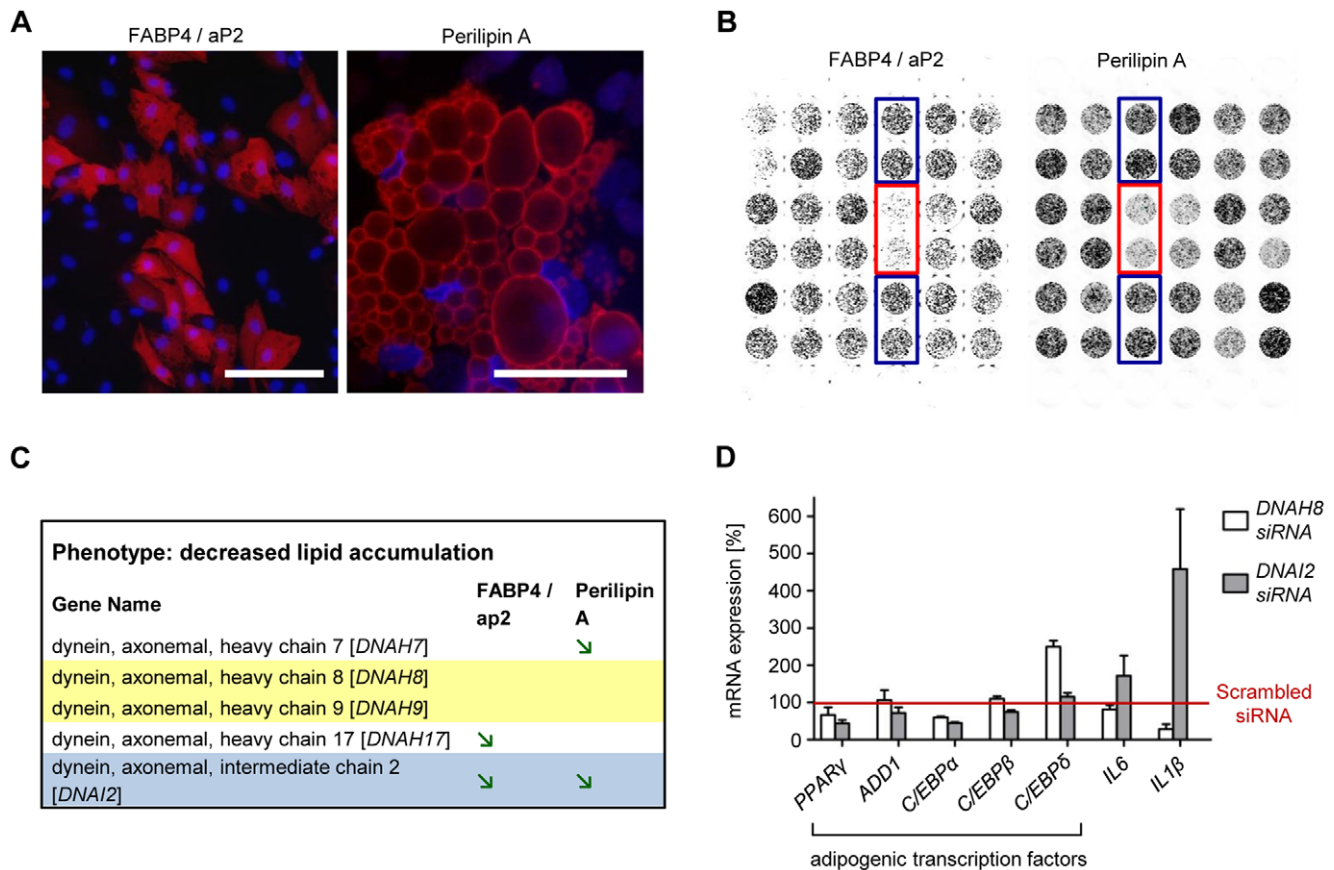 A
FABP4 / aP2
Perilipin A
B
FABP4 / aP2
Perilipin A
C
Phenotype: decreased lipid accumulation
Gene Name
FABP4 /
ap2
Perilipin
A
dynein, axonemal, heavy chain 7 [DNAH7]
dynein, axonemal, heavy chain 8 [DNAH8]
dynein, axonemal, heavy chain 9 [DNAH9]
dynein, axonemal, heavy chain 17 [DNAH17]
dynein, axonemal, intermediate chain 2
[DNAI2]
D
mRNA expression [%]
600
500
400
300
200
100
0
DNAH8
siRNA
DNAI2
siRNA
Scrambled
siRNA
PPARγ
ADD1
C/EBPα
C/EBPβ
C/EBPδ
IL6
IL1β
adipogenic transcription factors